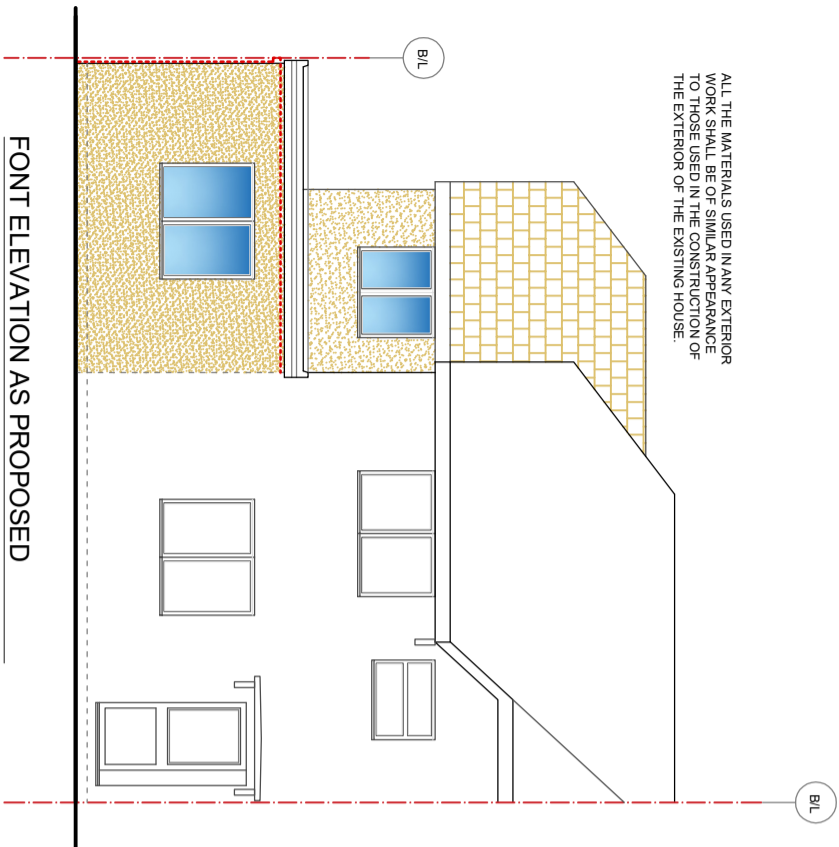 ALL THE MATERIALS USED IN ANY EXTERIOR
WORK SHALL BE OF SIMILAR APPEARANCE
TO THOSE USED IN THE CONSTRUCTION OF
THE EXTERIOR OF THE EXISTING HOUSE.
B/L
B/L
FONT ELEVATION AS PROPOSED